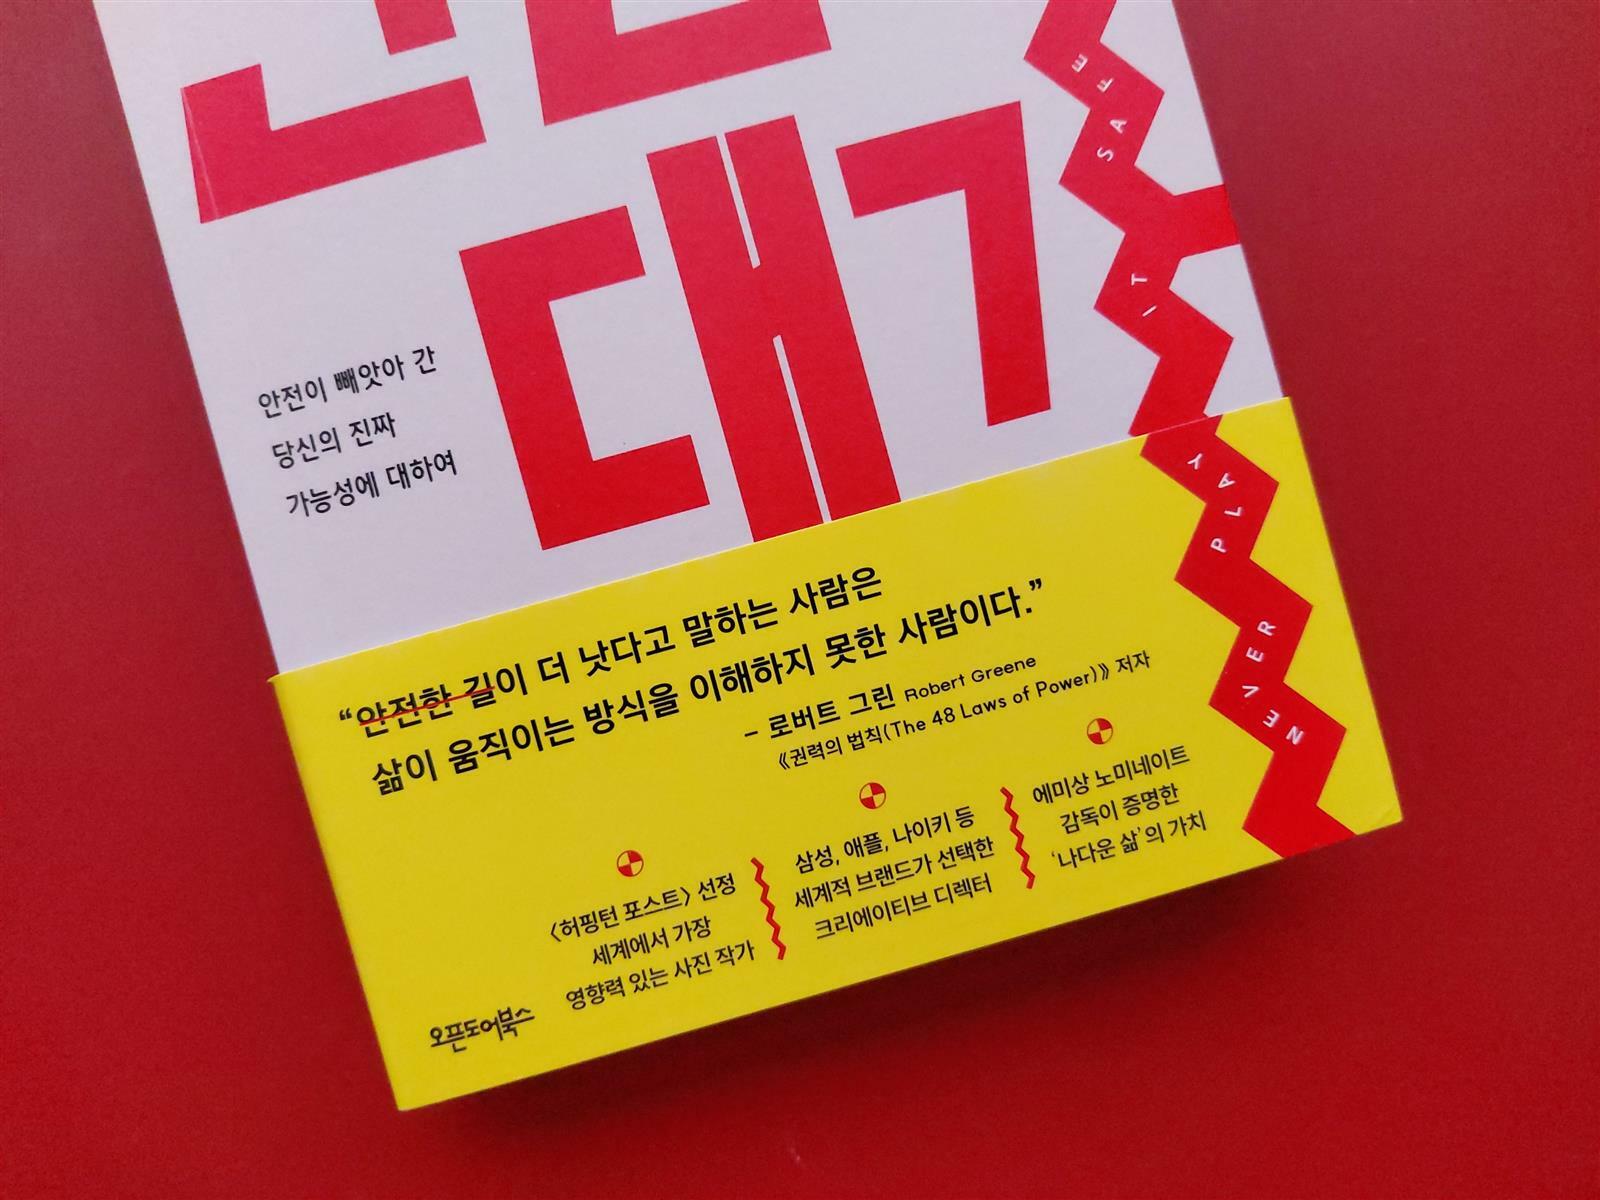 대가
안전이 빼앗아 간
당신의 진짜
가능성에 대하여
NEVER PLAY IT SAFE
“안전한 길이 더 낫다고 말하는 사람은
삶이 움직이는 방식을 이해하지 못한 사람이다.”
– 로버트 그린 Robert Greene
《권력의 법칙(The 48 Laws of Power)》 저자
〈허핑턴 포스트〉 선정
세계에서 가장
영향력 있는 사진 작가
삼성, 애플, 나이키 등
세계적 브랜드가 선택한
크리에이티브 디렉터
에미상 노미네이트
감독이 증명한
‘나다운 삶’의 가치
오픈도어북스